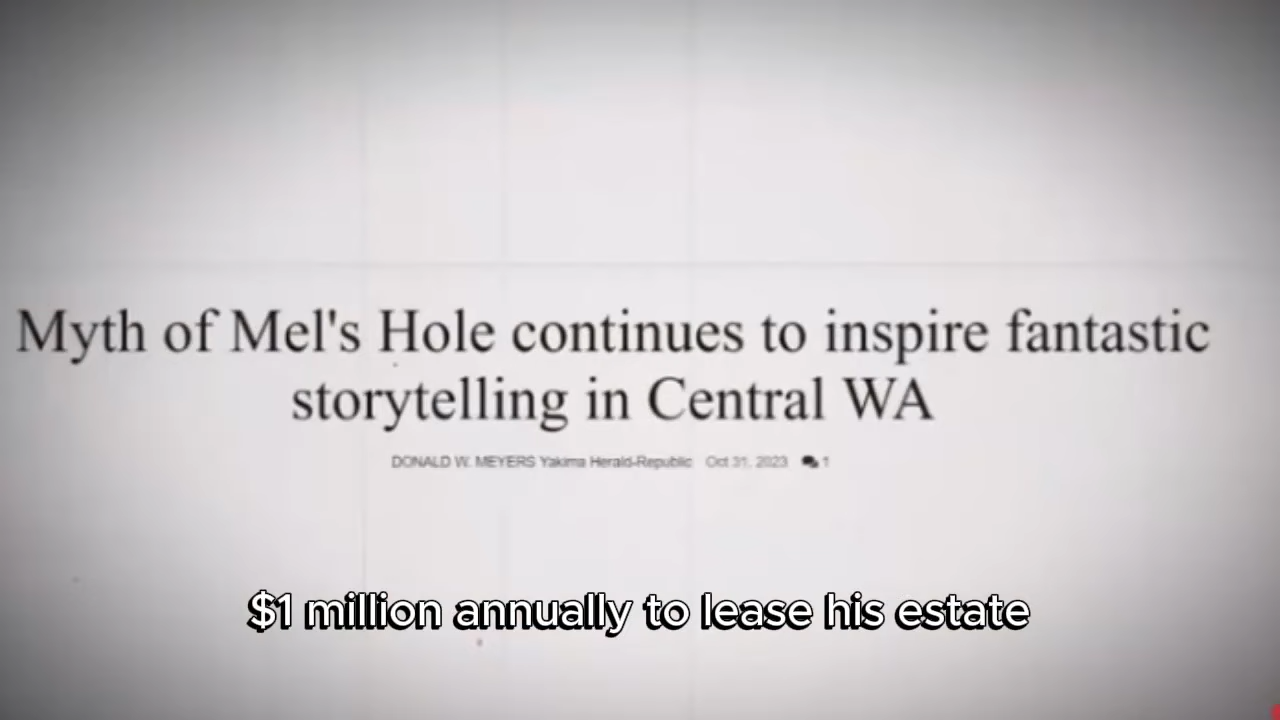 Myth of Mel's Hole continues to inspire fantastic
storytelling in Central WA
DONALD W. MEYERS Yakima Herald-Republic Oct 31, 2023 1
$1 million annually to lease his estate